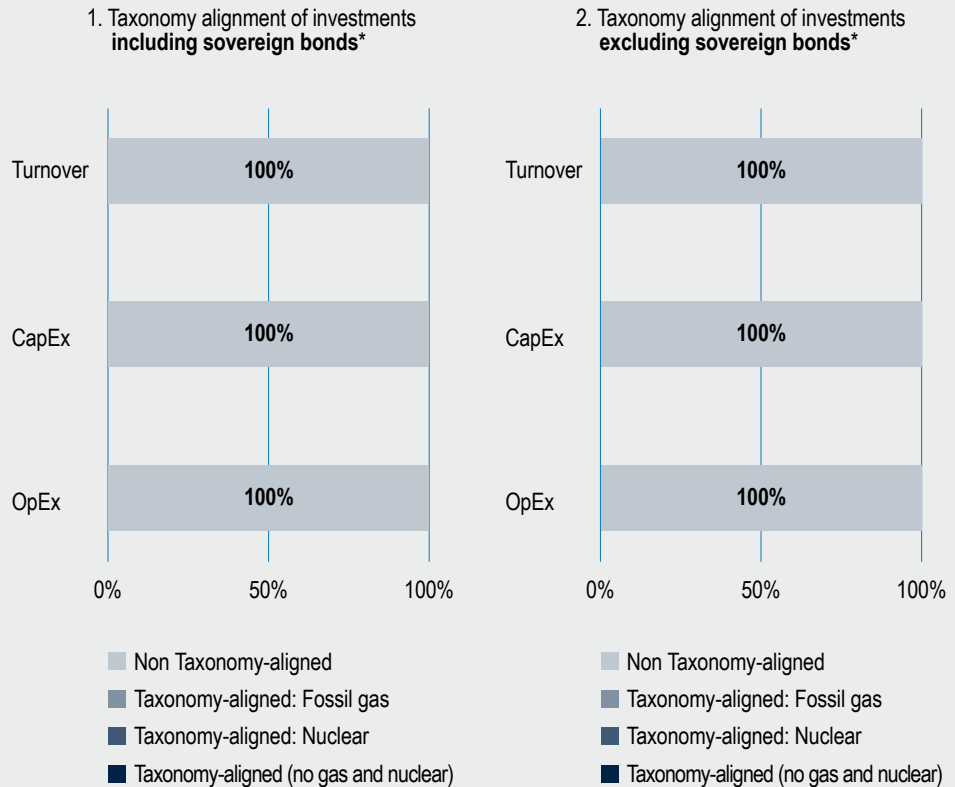 1. Taxonomy alignment of investments
including sovereign bonds*
Turnover
100%
CapEx
100%
OpEx
100%
0% 50% 100%
Non Taxonomy-aligned
Taxonomy-aligned: Fossil gas
Taxonomy-aligned: Nuclear
Taxonomy-aligned (no gas and nuclear)
2. Taxonomy alignment of investments
excluding sovereign bonds*
Turnover
100%
CapEx
100%
OpEx
100%
0% 50% 100%
Non Taxonomy-aligned
Taxonomy-aligned: Fossil gas
Taxonomy-aligned: Nuclear
Taxonomy-aligned (no gas and nuclear)